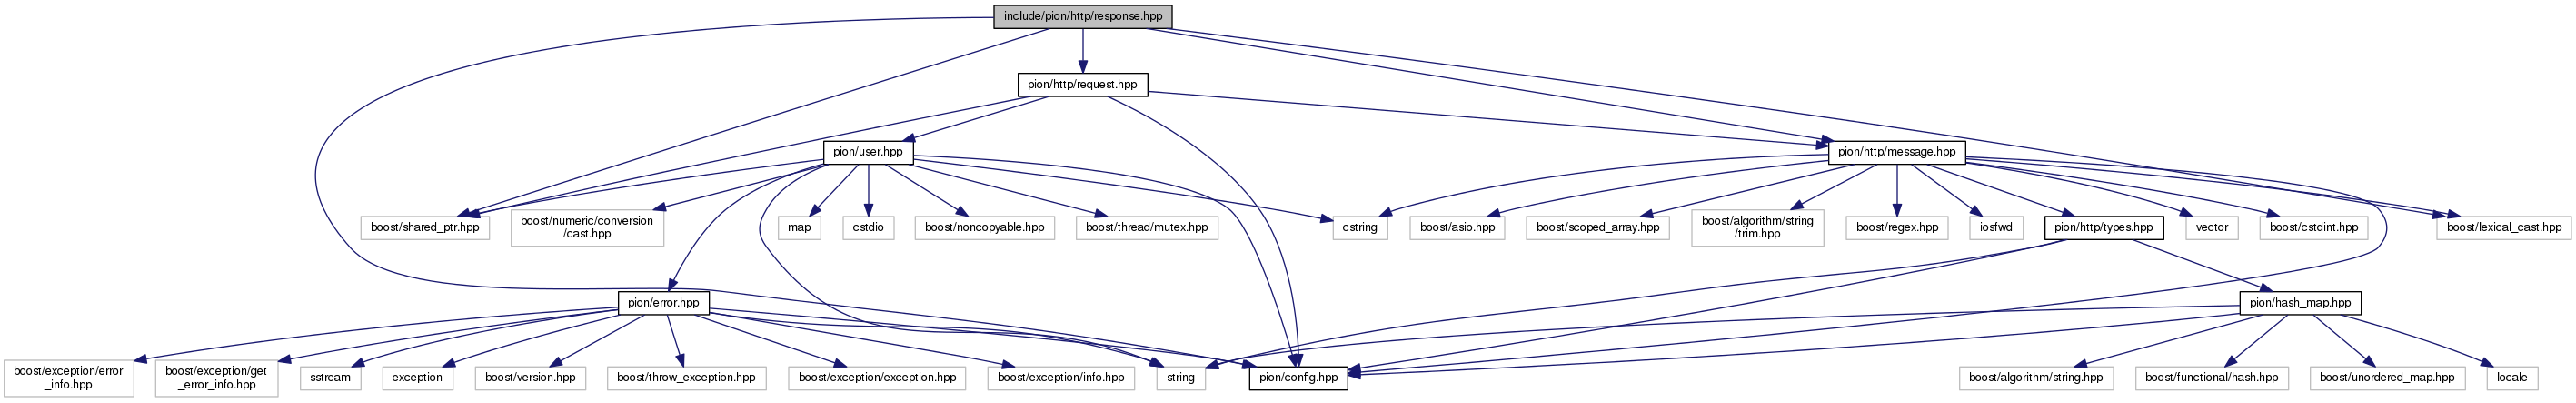 include/pion/http/response.hpp
pion/http/request.hpp
pion/user.hpp
pion/http/message.hpp
boost/shared_ptr.hpp
boost/numeric/conversion
/cast.hpp
map
cstdio
boost/noncopyable.hpp
boost/thread/mutex.hpp
cstring
boost/asio.hpp
boost/scoped_array.hpp
boost/algorithm/string
/trim.hpp
boost/regex.hpp
iosfwd
pion/http/types.hpp
vector
boost/cstdint.hpp
boost/lexical_cast.hpp
pion/error.hpp
pion/hash_map.hpp
boost/exception/error
_info.hpp
boost/exception/get
_error_info.hpp
sstream
exception
boost/version.hpp
boost/throw_exception.hpp
boost/exception/exception.hpp
boost/exception/info.hpp
string
pion/config.hpp
boost/algorithm/string.hpp
boost/functional/hash.hpp
boost/unordered_map.hpp
locale